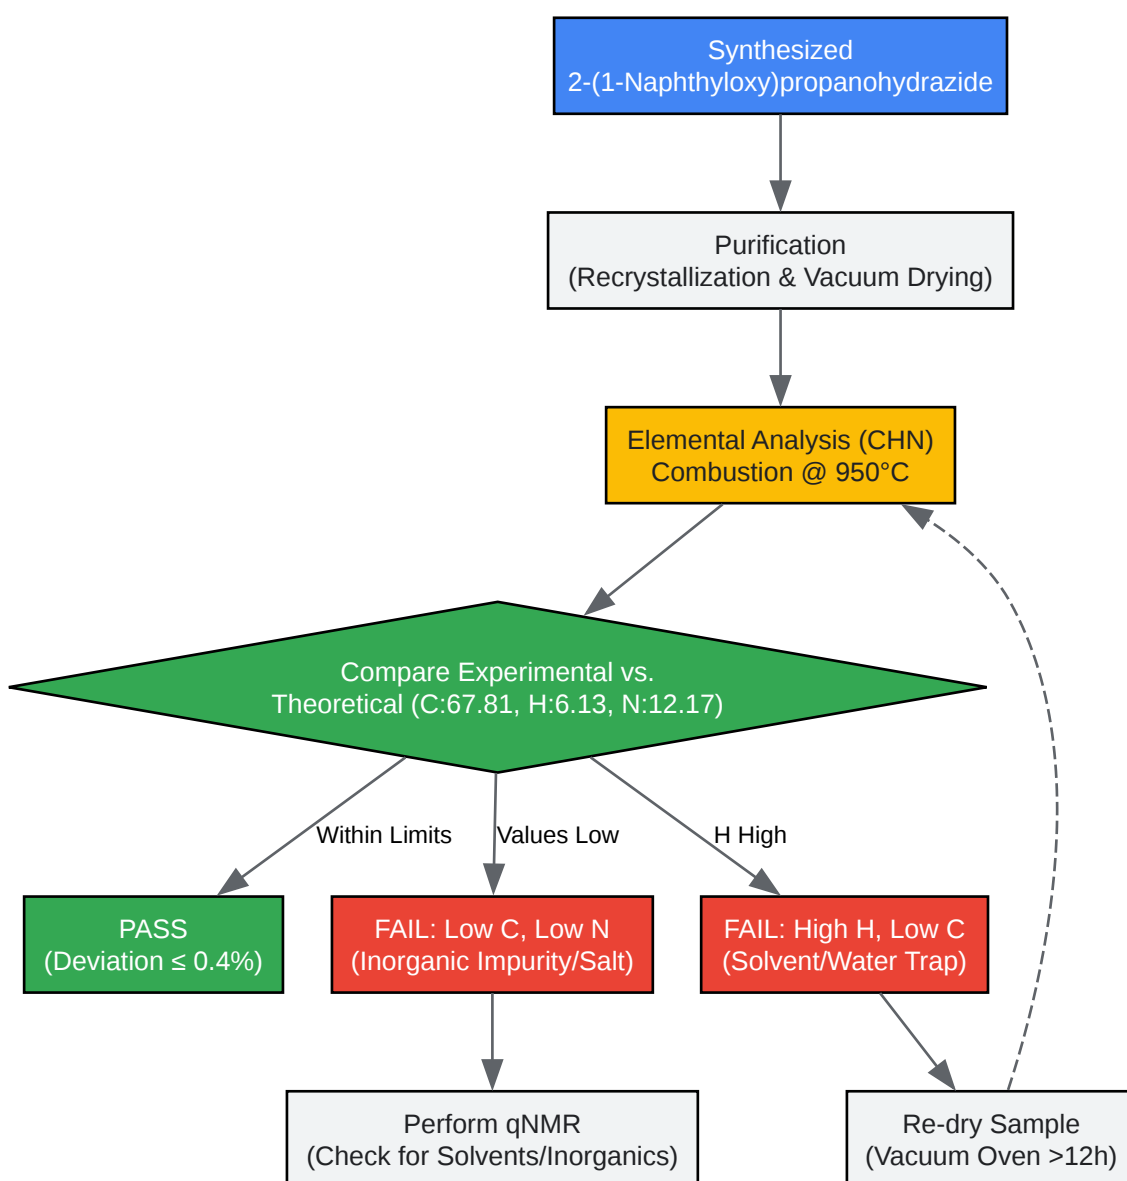 Synthesized
2-(1-Naphthyloxy)propanohydrazide
Purification
(Recrystallization & Vacuum Drying)
Elemental Analysis (CHN)
Combustion @ 950°C
Compare Experimental vs.
Theoretical (C:67.81, H:6.13, N:12.17)
Within Limits
Values Low
H High
PASS
(Deviation ≤ 0.4%)
FAIL: Low C, Low N
(Inorganic Impurity/Salt)
FAIL: High H, Low C
(Solvent/Water Trap)
Perform qNMR
(Check for Solvents/Inorganics)
Re-dry Sample
(Vacuum Oven >12h)